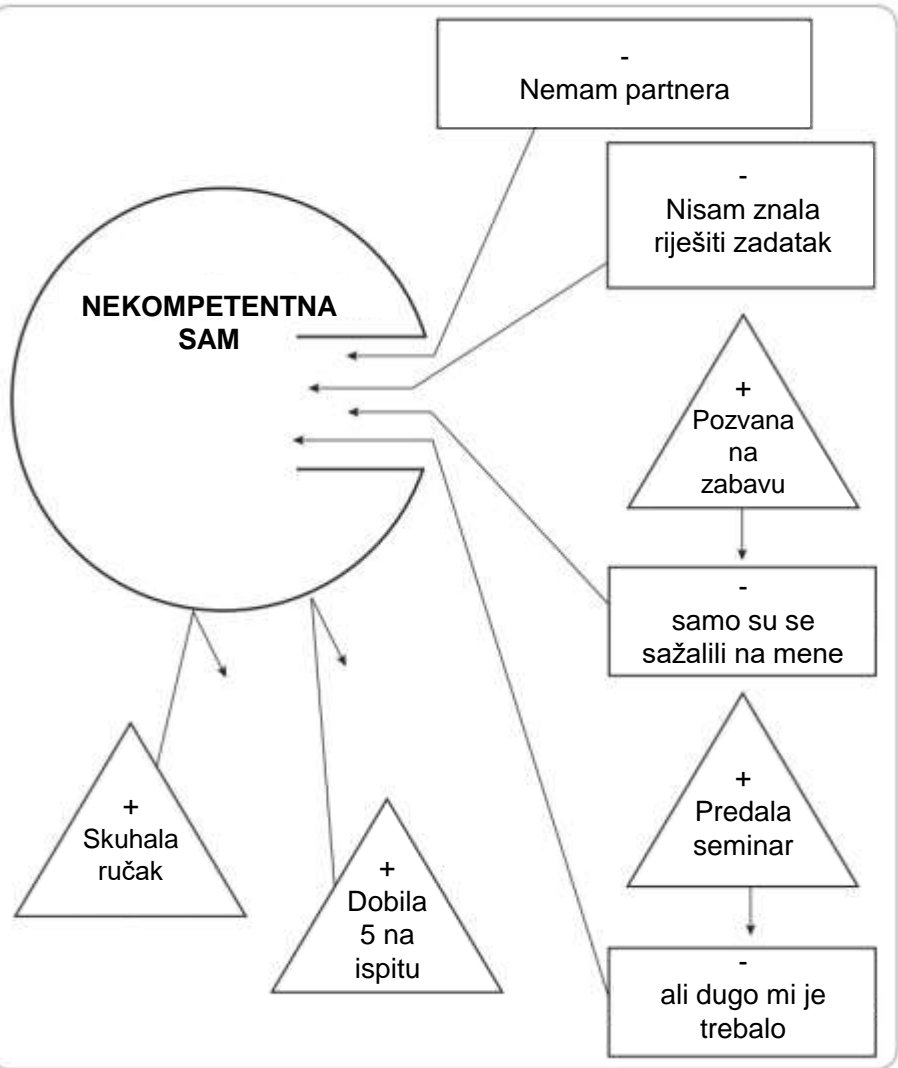 -
Nemam partnera
-
Nisam znala
riješiti zadatak
NEKOMPETENTNA
SAM
+
Pozvana
na
zabavu
-
samo su se
sažalili na mene
+
Predala
seminar
+
Skuhala
ručak
+
Dobila
5 na
ispitu
-
ali dugo mi je
trebalo